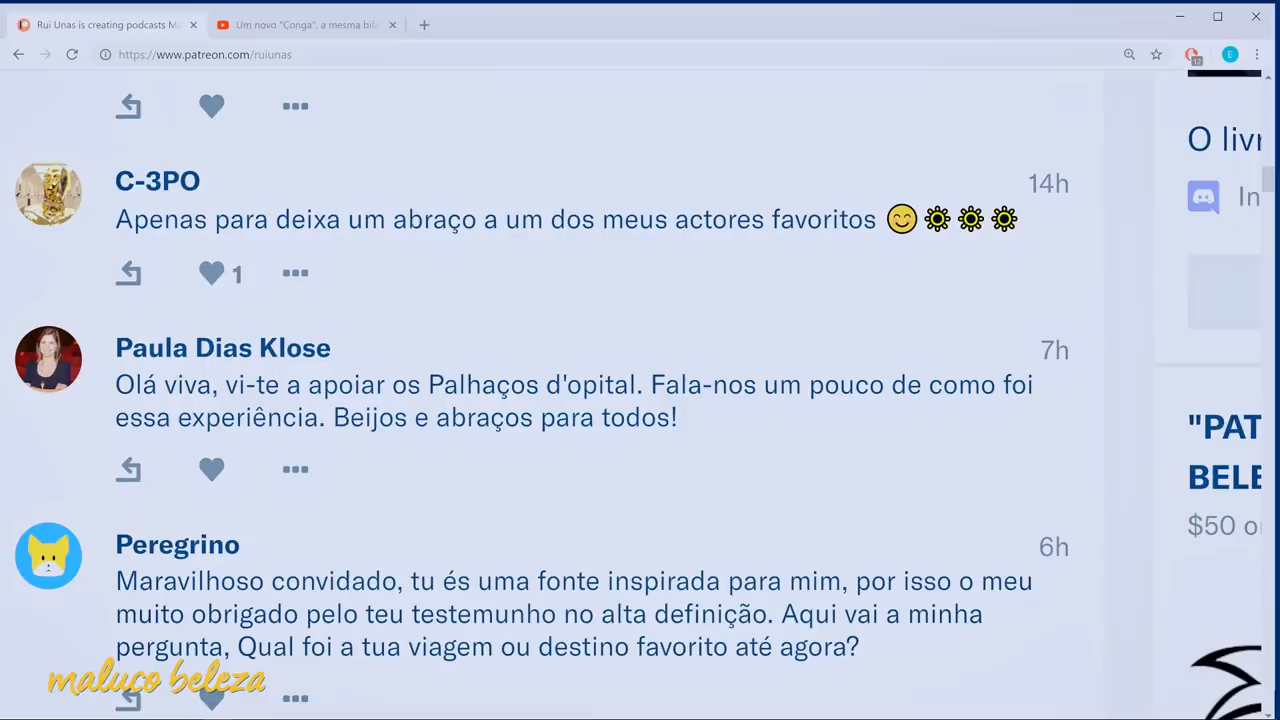 Rui Unas is creating podcasts M
Um novo "Conga", a mesma bif
https://www.patreon.com/ruiunas
12
E
C-3PO
14h
Apenas para deixa um abraço a um dos meus actores favoritos 😊🌞🌞🌞
1
Paula Dias Klose
7h
Olá viva, vi-te a apoiar os Palhaços d'opital. Fala-nos um pouco de como foi
essa experiência. Beijos e abraços para todos!
Peregrino
6h
Maravilhoso convidado, tu és uma fonte inspirada para mim, por isso o meu
muito obrigado pelo teu testemunho no alta definição. Aqui vai a minha
pergunta, Qual foi a tua viagem ou destino favorito até agora?
maluco beleza
O livr
In
"PAT
BELE
$50 o